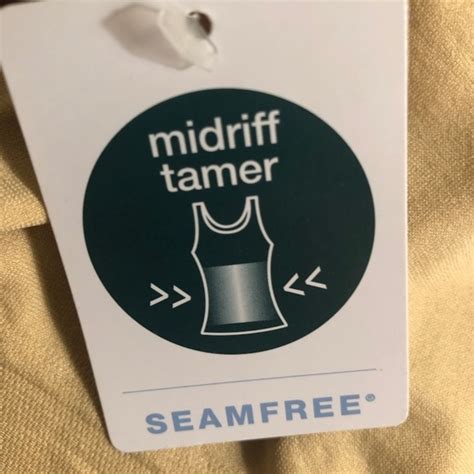 midriff
tamer
>> <<
SEAMFREE®